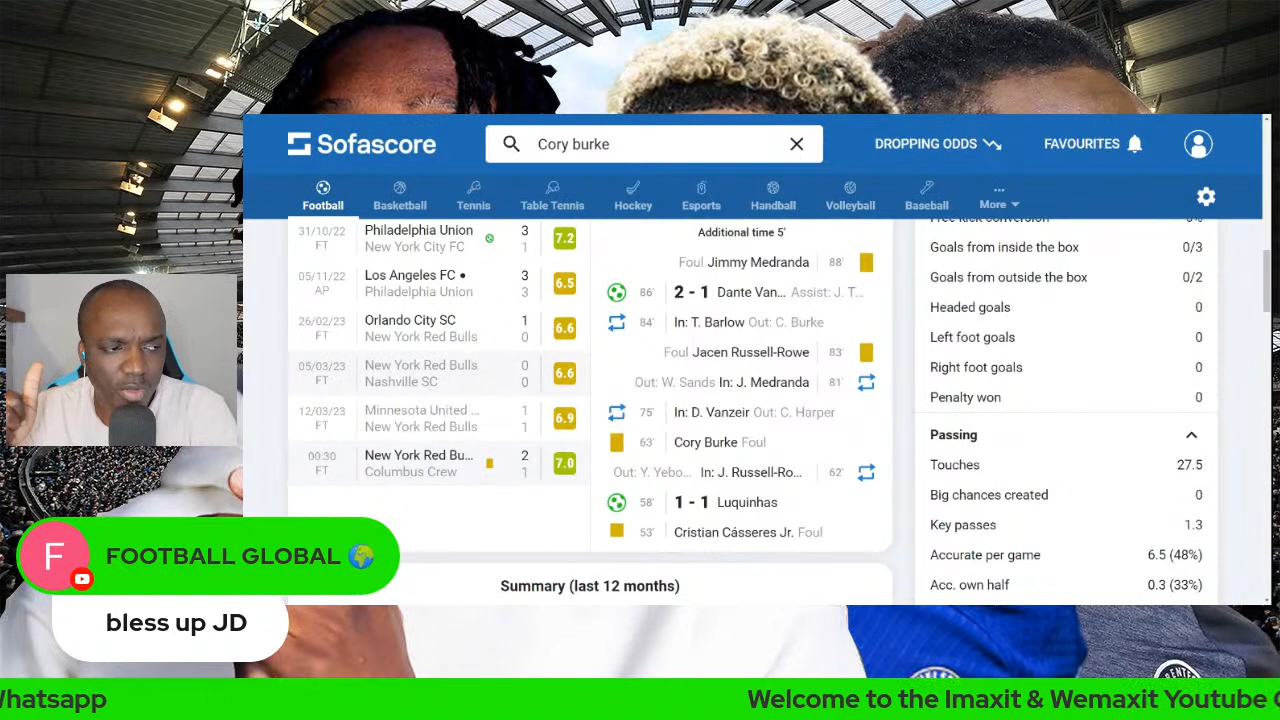 Sofascore
Cory burke
DROPPING ODDS
FAVOURITES
Football
Basketball
Tennis
Table Tennis
Hockey
Esports
Handball
Volleyball
Baseball
More
31/10/22 Philadelphia Union 3 7.2
FT New York City FC 1
05/11/22 Los Angeles FC • 3 6.5
AP Philadelphia Union 3
26/02/23 Orlando City SC 1 6.6
FT New York Red Bulls 0
05/03/23 New York Red Bulls 0 6.6
FT Nashville SC 0
12/03/23 Minnesota United ... 1 6.9
FT New York Red Bulls 1
00:30 New York Red Bu... 2 7.0
FT Columbus Crew 1
Additional time 5'
Foul Jimmy Medranda 88'
86' 2 - 1 Dante Van... Assist: J. T...
84' In: T. Barlow Out: C. Burke
Foul Jacen Russell-Rowe 83'
Out: W. Sands In: J. Medranda 81'
75' In: D. Vanzeir Out: C. Harper
63' Cory Burke Foul
Out: Y. Yebo... In: J. Russell-Ro... 62'
58' 1 - 1 Luquinhas
53' Cristian Cásseres Jr. Foul
Summary (last 12 months)
Goals from inside the box 0/3
Goals from outside the box 0/2
Headed goals 0
Left foot goals 0
Right foot goals 0
Penalty won 0
Passing
Touches 27.5
Big chances created 0
Key passes 1.3
Accurate per game 6.5 (48%)
Acc. own half 0.3 (33%)
F
FOOTBALL GLOBAL 🌍
bless up JD
Whatsapp
Welcome to the Imaxit & Wemaxit Youtube